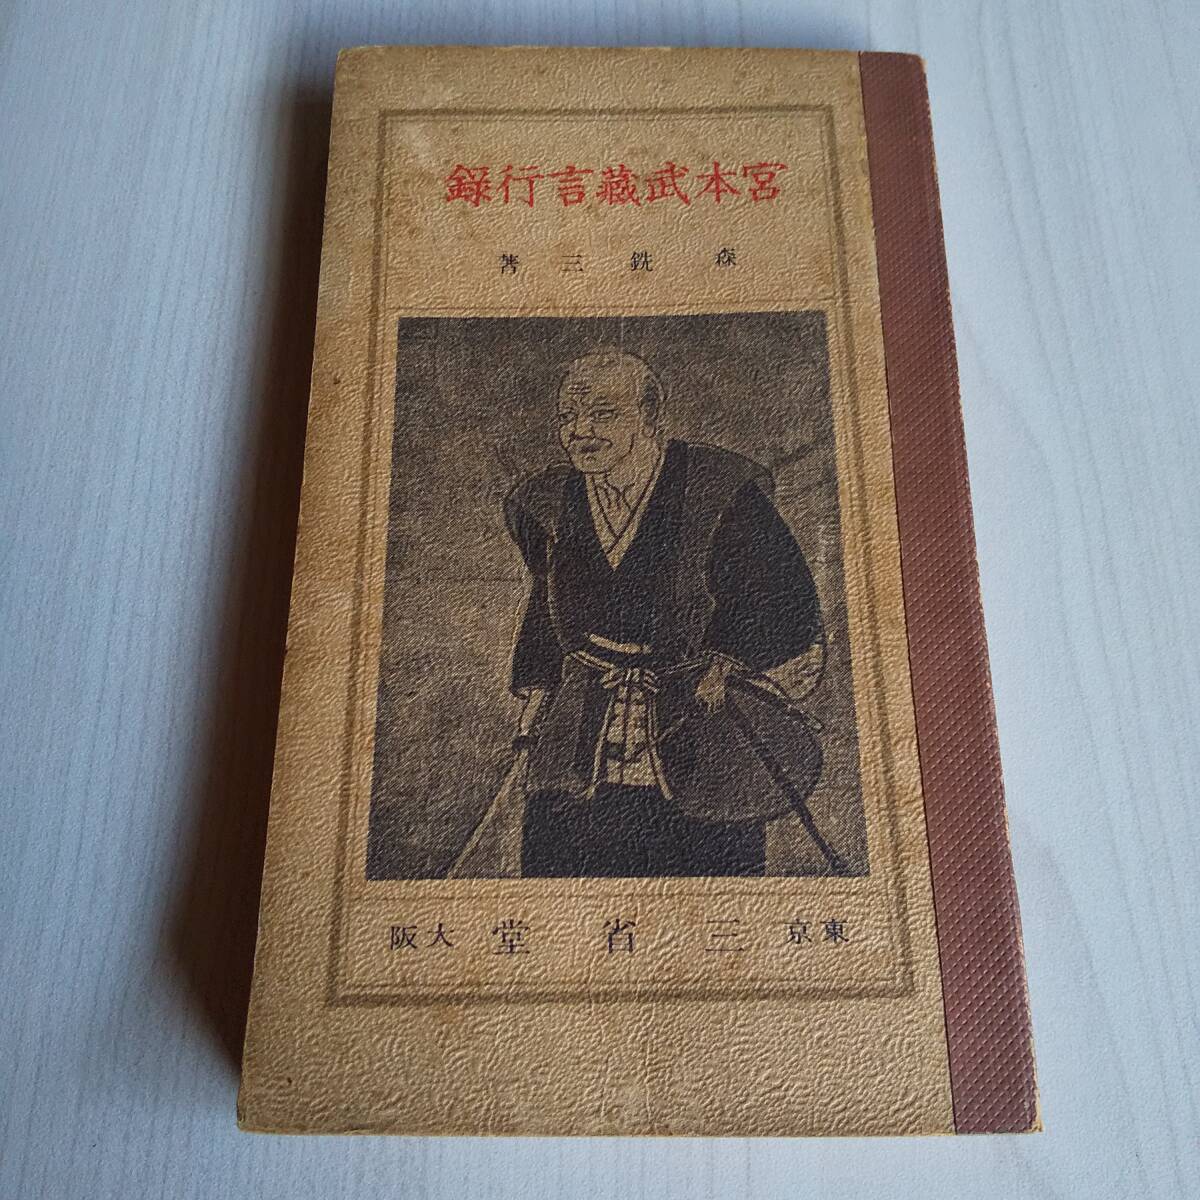 宮本武蔵言行録
森銑三著
東京 三省堂 大阪